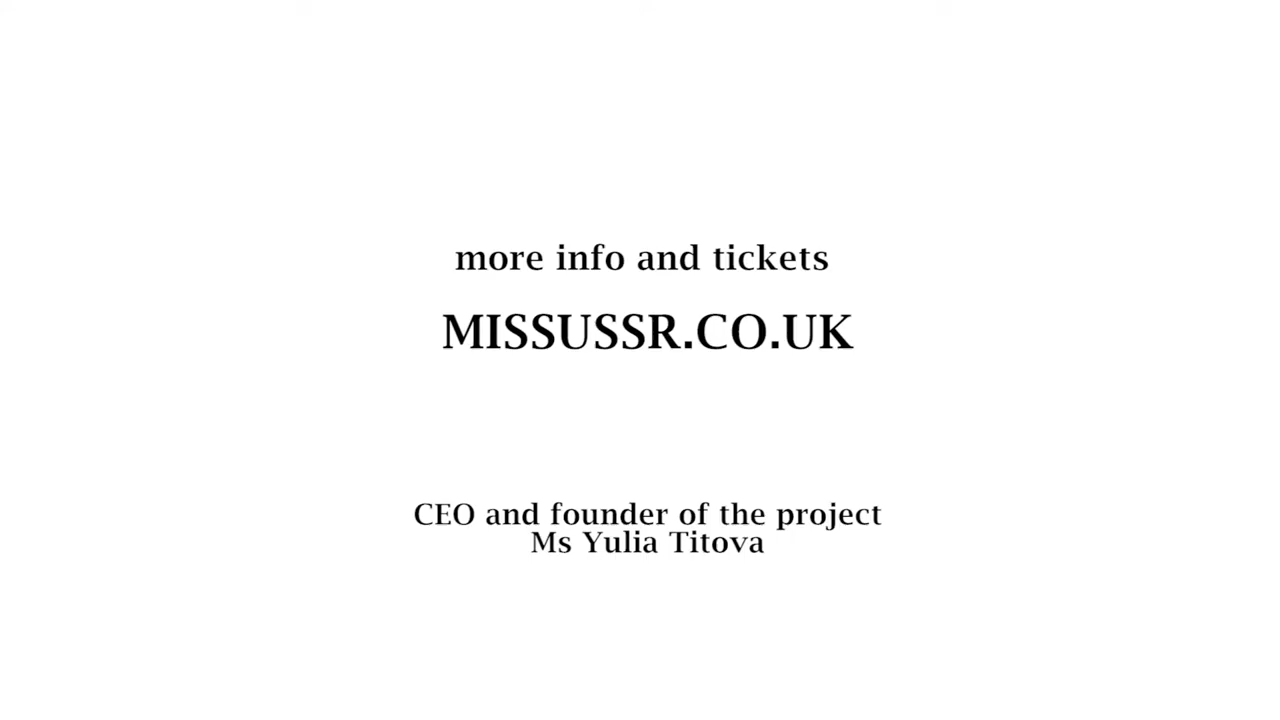 more info and tickets
MISSUSSR.CO.UK
CEO and founder of the project
Ms Yulia Titova